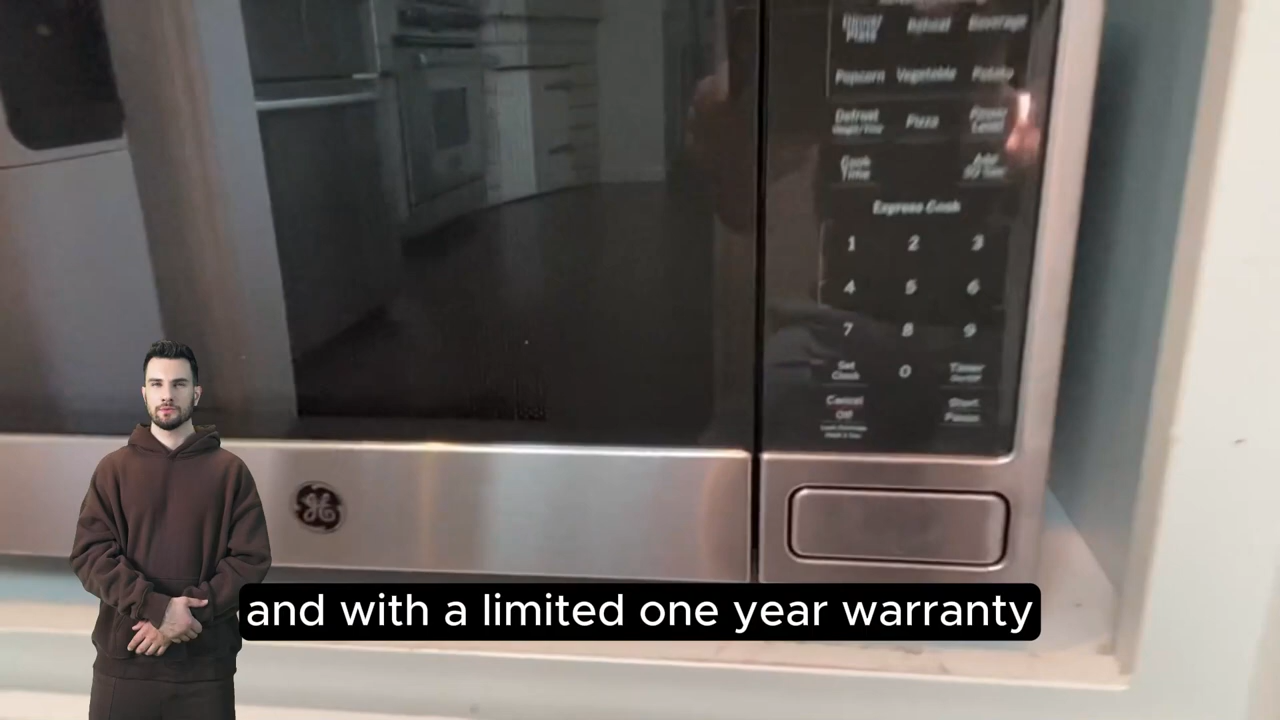 Dinner
Plate
Reheat
Beverage
Popcorn
Vegetable
Potato
Defrost
Weight/Time
Pizza
Power
Level
Cook
Time
Add
30 Sec
Express Cook
1 2 3
4 5 6
7 8 9
Set
Clock
0
Timer
Cancel
Off
Start
Pause
GE
and with a limited one year warranty